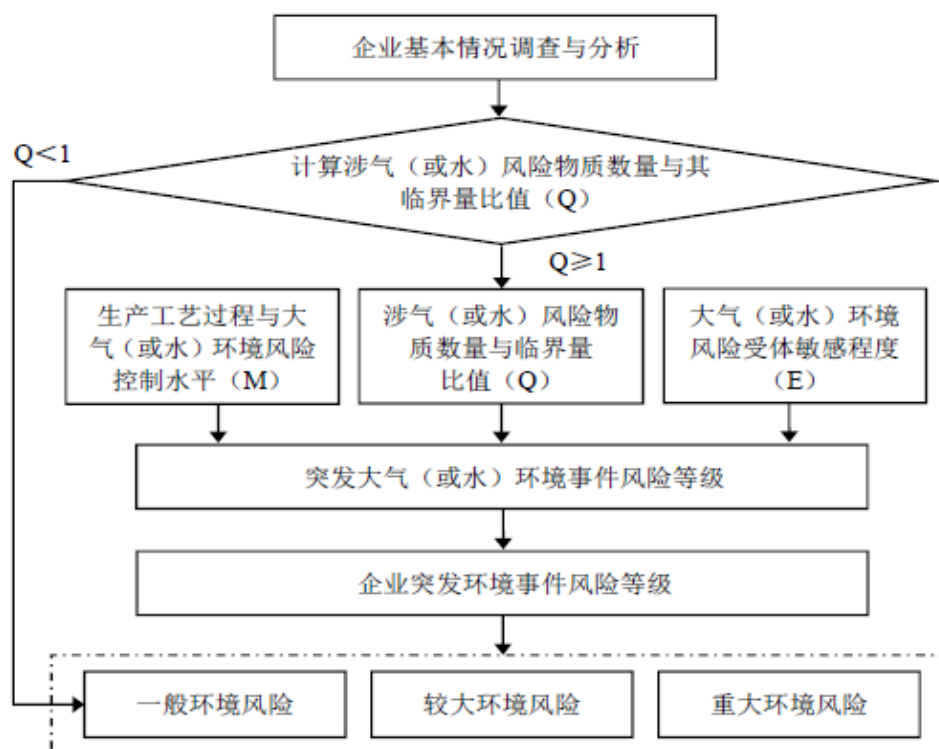 企业基本情况调查与分析
Q＜1
计算涉气（或水）风险物质数量与其
临界量比值（Q）
Q≥1
生产工艺过程与大
气（或水）环境风险
控制水平（M）
涉气（或水）风险物
质数量与临界量
比值（Q）
大气（或水）环境
风险受体敏感程度
（E）
突发大气（或水）环境事件风险等级
企业突发环境事件风险等级
一般环境风险
较大环境风险
重大环境风险